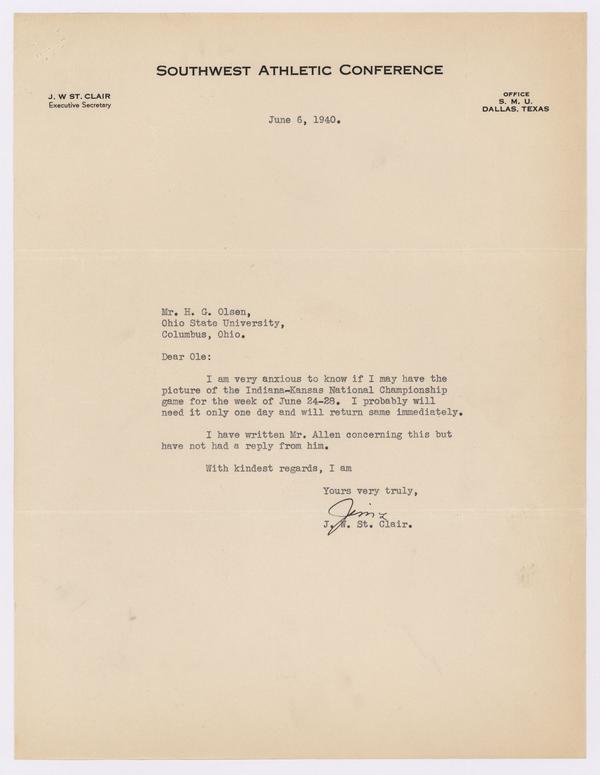 SOUTHWEST ATHLETIC CONFERENCE
J. W ST. CLAIR
Executive Secretary
OFFICE
S. M. U.
DALLAS, TEXAS
June 6, 1940.
Mr. H. G. Olsen,
Ohio State University,
Columbus, Ohio.
Dear Ole:
I am very anxious to know if I may have the
picture of the Indiana-Kansas National Championship
game for the week of June 24-28. I probably will
need it only one day and will return same immediately.
I have written Mr. Allen concerning this but
have not had a reply from him.
With kindest regards, I am
Yours very truly,
Jim
J. W. St. Clair.